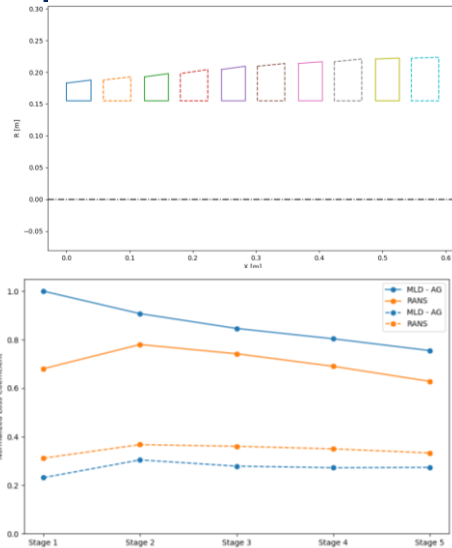 0.30
0.25
0.20
0.15
0.10
0.05
0.00
−0.05
R [m]
0.0 0.1 0.2 0.3 0.4 0.5 0.6
X [m]
1.0
0.8
0.6
0.4
0.2
0.0
MLD - AG
RANS
MLD - AG
RANS
Stage 1 Stage 2 Stage 3 Stage 4 Stage 5